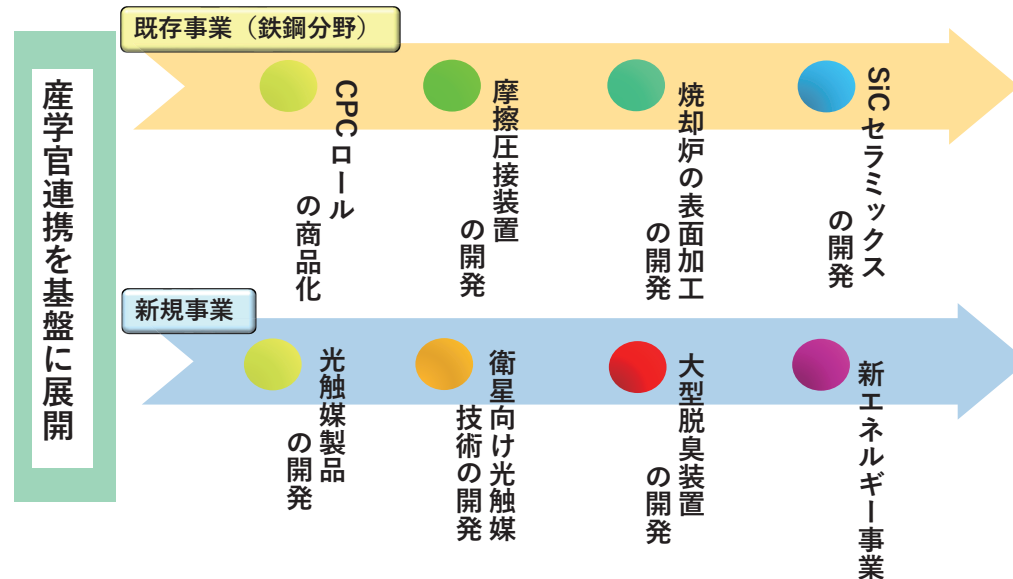 産学官連携を基盤に展開
既存事業（鉄鋼分野）
CPCロール
の商品化
摩擦圧接装置
の開発
焼却炉の表面加工
の開発
SiCセラミックス
の開発
新規事業
光触媒製品
の開発
衛星向け光触媒
技術の開発
大型脱臭装置
の開発
新エネルギー事業